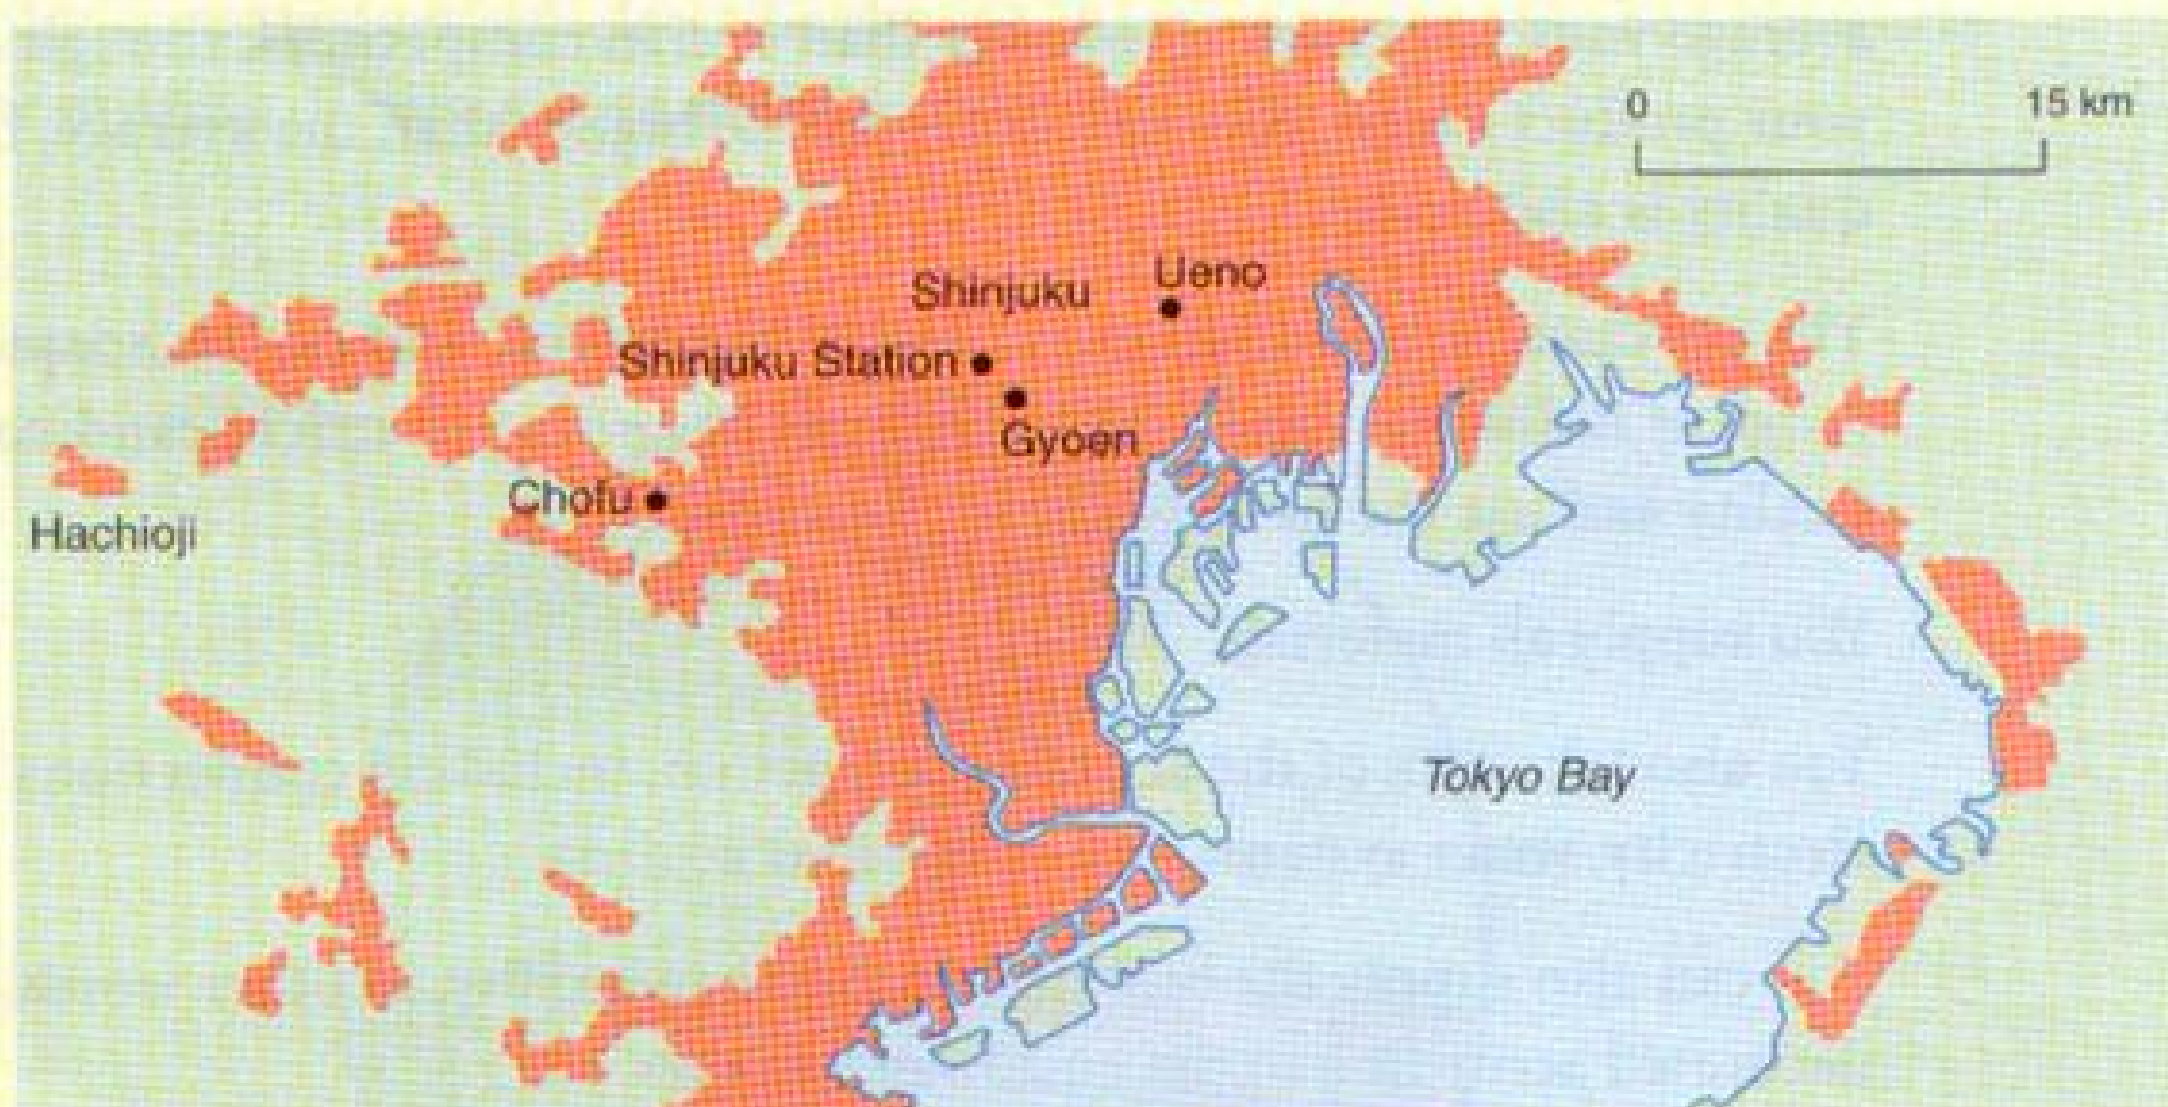 0 15 km
Ueno
Shinjuku
Shinjuku Station
Gyoen
Chofu
Hachioji
Tokyo Bay